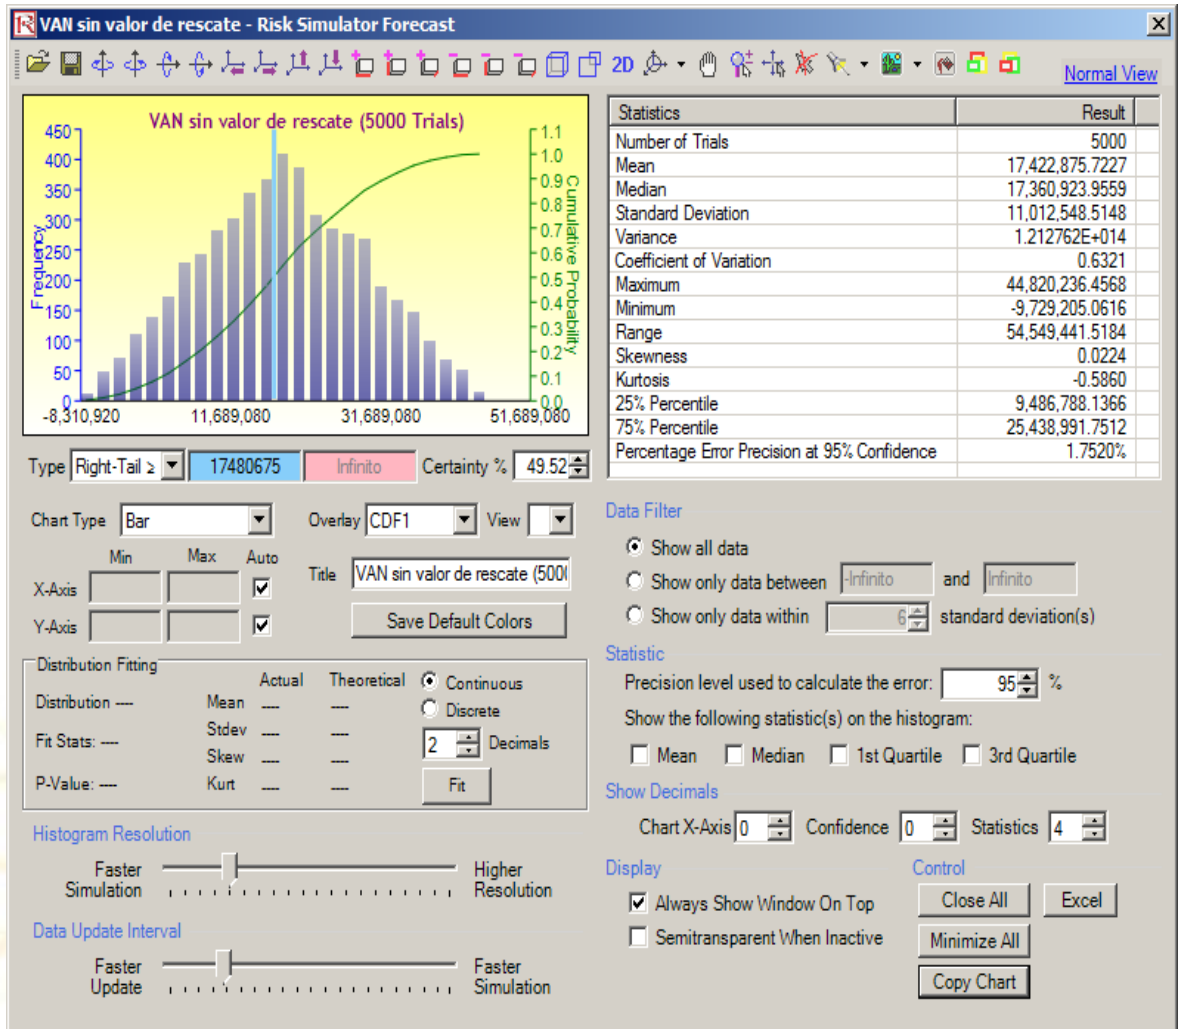 VAN sin valor de rescate - Risk Simulator Forecast
2D
Normal View
VAN sin valor de rescate (5000 Trials)
450
400
350
300
250
200
150
100
50
0
Frequency
1.1
1.0
0.9
0.8
0.7
0.6
0.5
0.4
0.3
0.2
0.1
0.0
Cumulative Probability
-8,310,920 11,689,080 31,689,080 51,689,080
Type Right-Tail ≥ 17480675 Infinito Certainty % 49.52
Statistics Result
Number of Trials 5000
Mean 17,422,875.7227
Median 17,360,923.9559
Standard Deviation 11,012,548.5148
Variance 1.212762E+014
Coefficient of Variation 0.6321
Maximum 44,820,236.4568
Minimum -9,729,205.0616
Range 54,549,441.5184
Skewness 0.0224
Kurtosis -0.5860
25% Percentile 9,486,788.1366
75% Percentile 25,438,991.7512
Percentage Error Precision at 95% Confidence 1.7520%
Chart Type Bar Overlay CDF1 View
Min Max Auto
X-Axis
Y-Axis
Title VAN sin valor de rescate (500(
Save Default Colors
Distribution Fitting
Actual Theoretical
Distribution ---- Mean ---- ----
Stdev ---- ----
Fit Stats: ---- Skew ---- ----
P-Value: ---- Kurt ---- ----
Continuous
Discrete
2 Decimals
Fit
Histogram Resolution
Faster Simulation
Higher Resolution
Data Update Interval
Faster Update
Faster Simulation
Data Filter
Show all data
Show only data between -Infinito and Infinito
Show only data within 6 standard deviation(s)
Statistic
Precision level used to calculate the error: 95 %
Show the following statistic(s) on the histogram:
Mean Median 1st Quartile 3rd Quartile
Show Decimals
Chart X-Axis 0 Confidence 0 Statistics 4
Display
Always Show Window On Top
Semitransparent When Inactive
Control
Close All Excel
Minimize All
Copy Chart